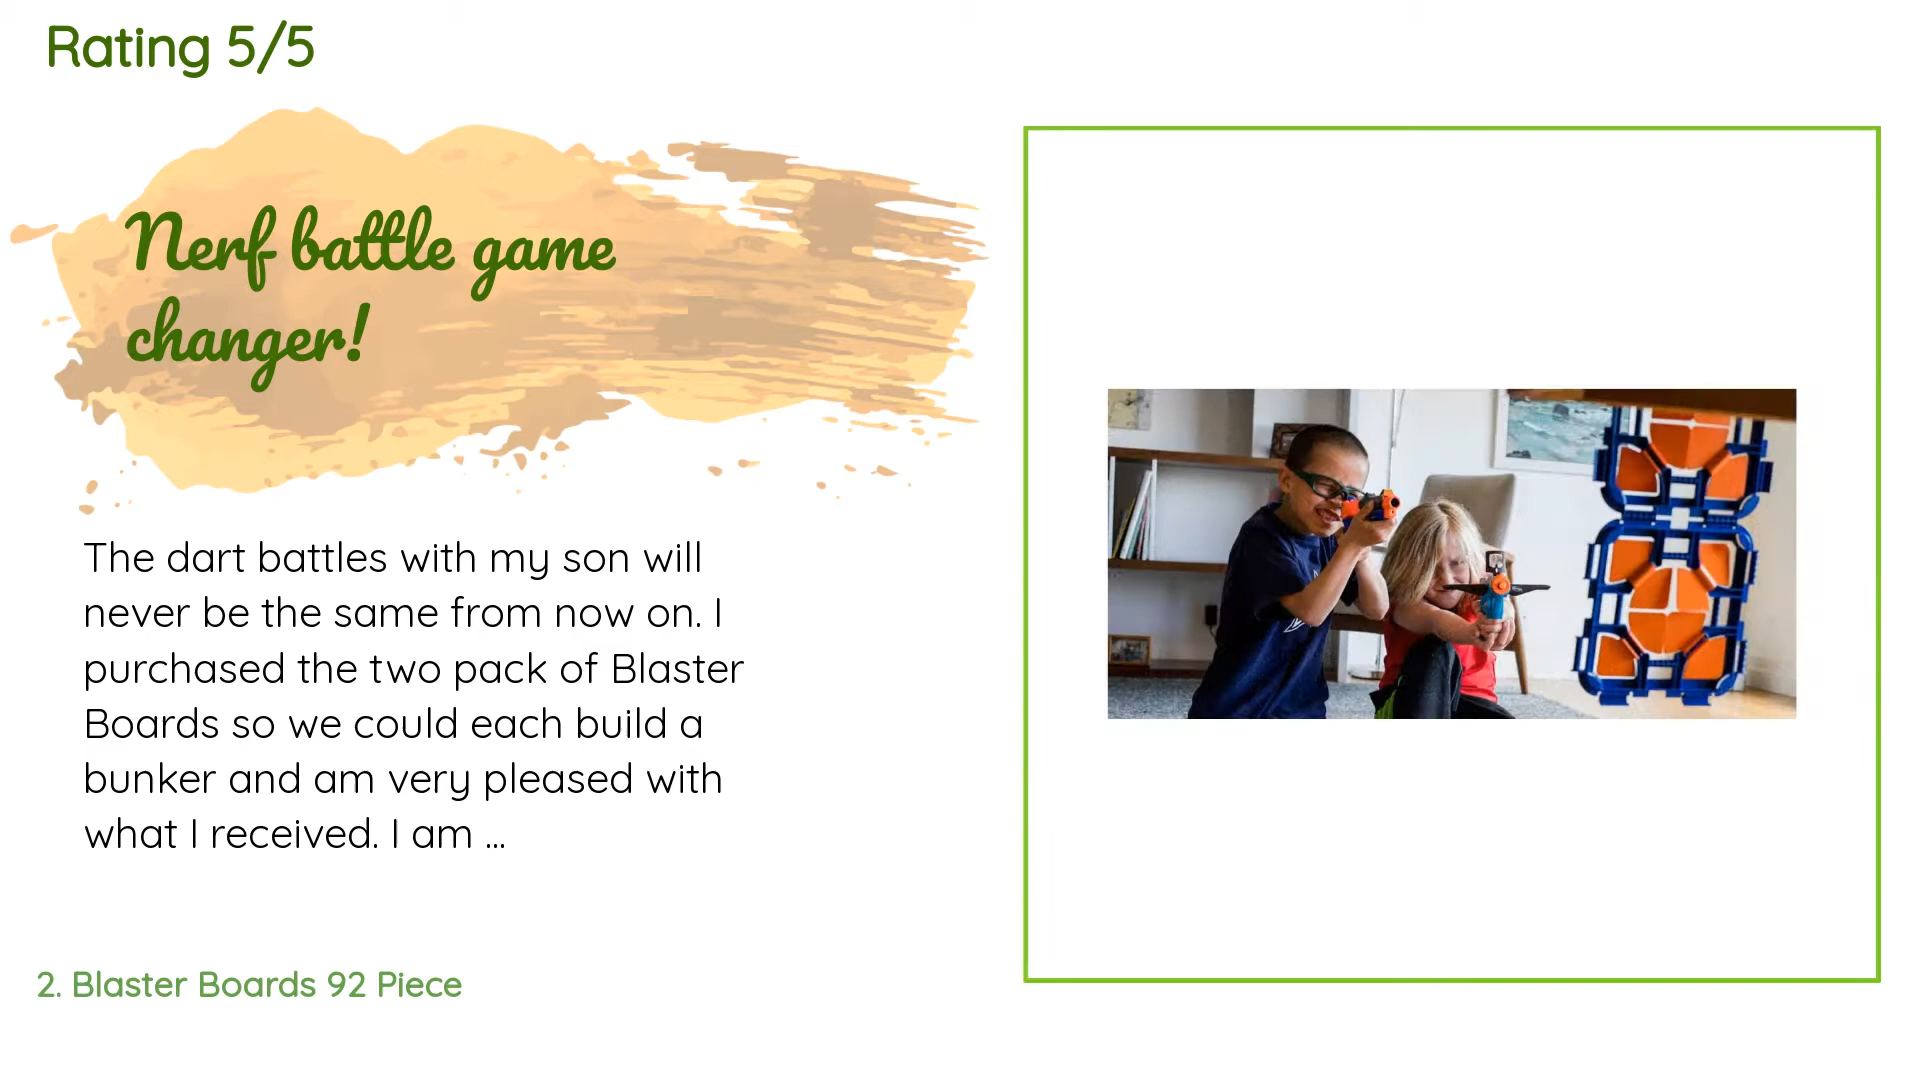 Rating 5/5
Nerf battle game
changer!
The dart battles with my son will
never be the same from now on. I
purchased the two pack of Blaster
Boards so we could each build a
bunker and am very pleased with
what I received. I am ...
2. Blaster Boards 92 Piece